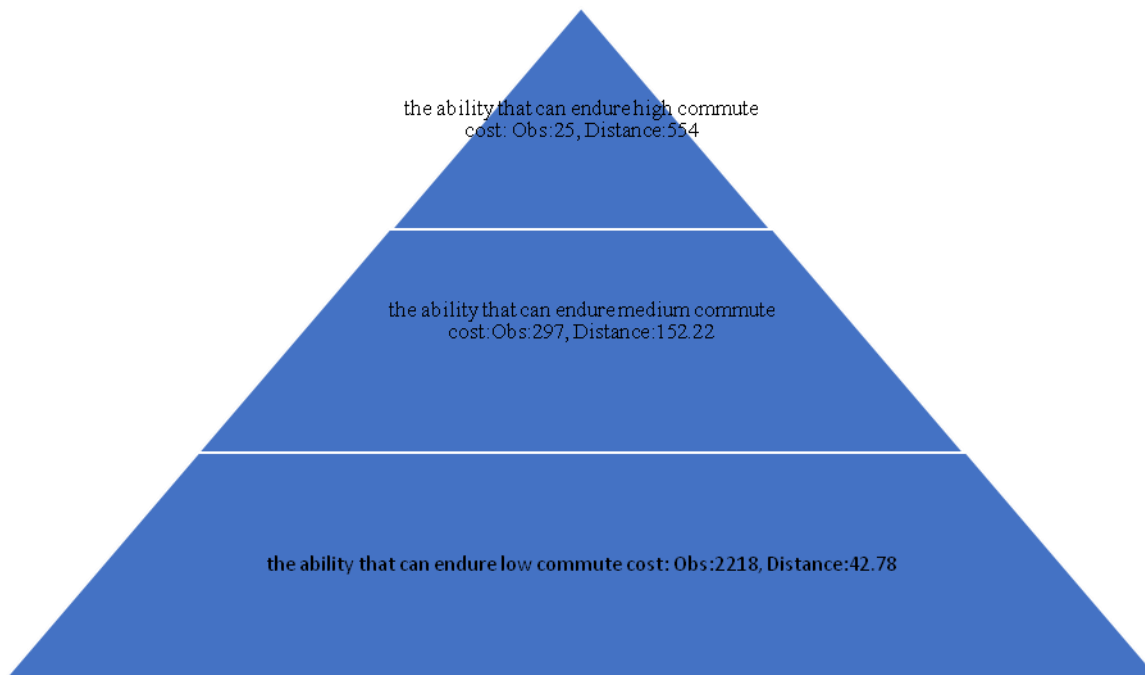 the ability that can endure high commute
cost: Obs:25, Distance:554
the ability that can endure medium commute
cost:Obs:297, Distance:152.22
the ability that can endure low commute cost: Obs:2218, Distance:42.78